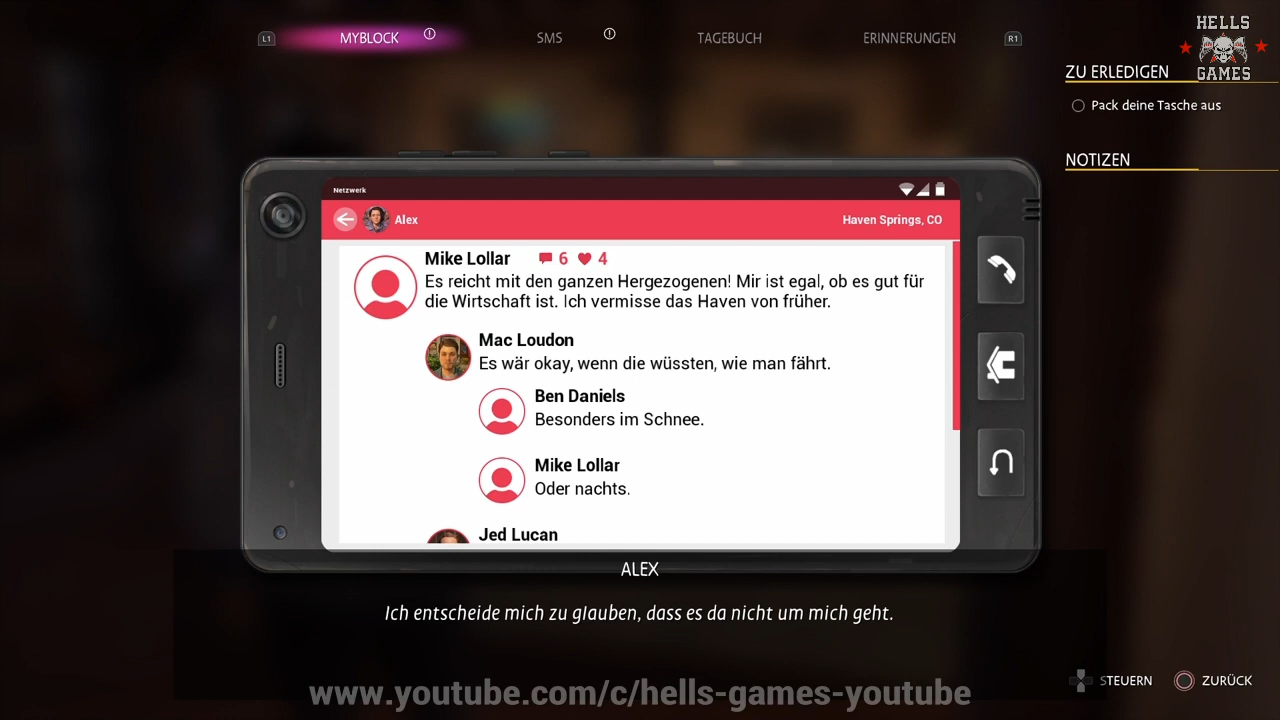 L1
MYBLOCK
SMS
TAGEBUCH
ERINNERUNGEN
R1
HELLS
GAMES
ZU ERLEDIGEN
Pack deine Tasche aus
NOTIZEN
Netzwerk
Alex
Haven Springs, CO
Mike Lollar 6 4
Es reicht mit den ganzen Hergezogenen! Mir ist egal, ob es gut für
die Wirtschaft ist. Ich vermisse das Haven von früher.
Mac Loudon
Es wär okay, wenn die wüssten, wie man fährt.
Ben Daniels
Besonders im Schnee.
Mike Lollar
Oder nachts.
Jed Lucan
ALEX
Ich entscheide mich zu glauben, dass es da nicht um mich geht.
www.youtube.com/c/hells-games-youtube
STEUERN
ZURÜCK